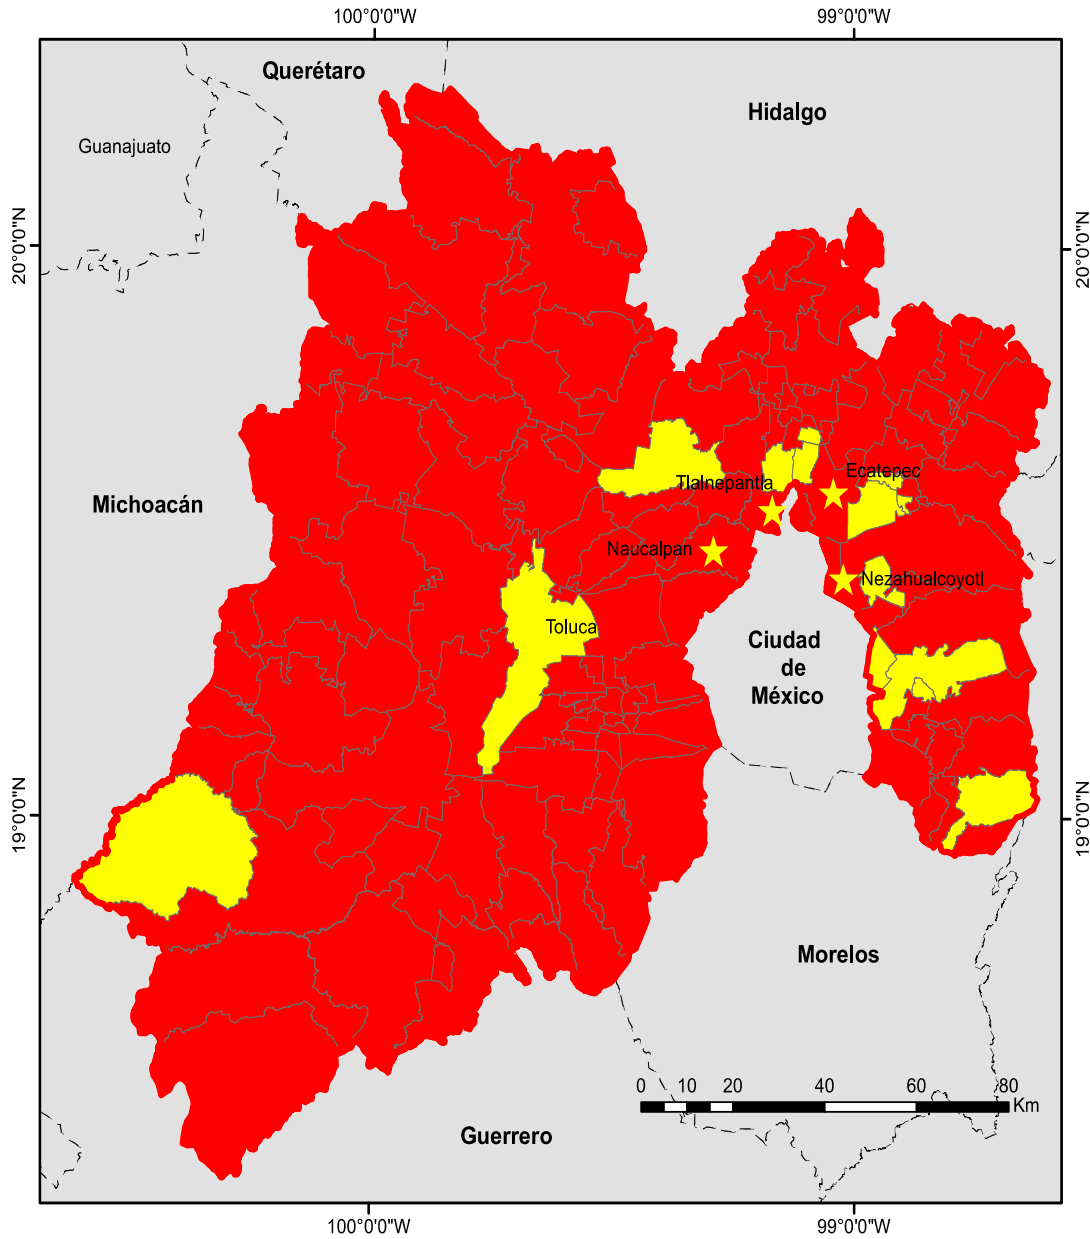 100°0'0"W
99°0'0"W
Querétaro
Hidalgo
Guanajuato
20°0'0"N
20°0'0"N
Ecatepec
Tlalnepantla
Michoacán
Naucalpan
Nezahualcoyotl
Toluca
Ciudad
de
México
19°0'0"N
19°0'0"N
Morelos
0 10 20 40 60 80
Km
Guerrero
100°0'0"W
99°0'0"W